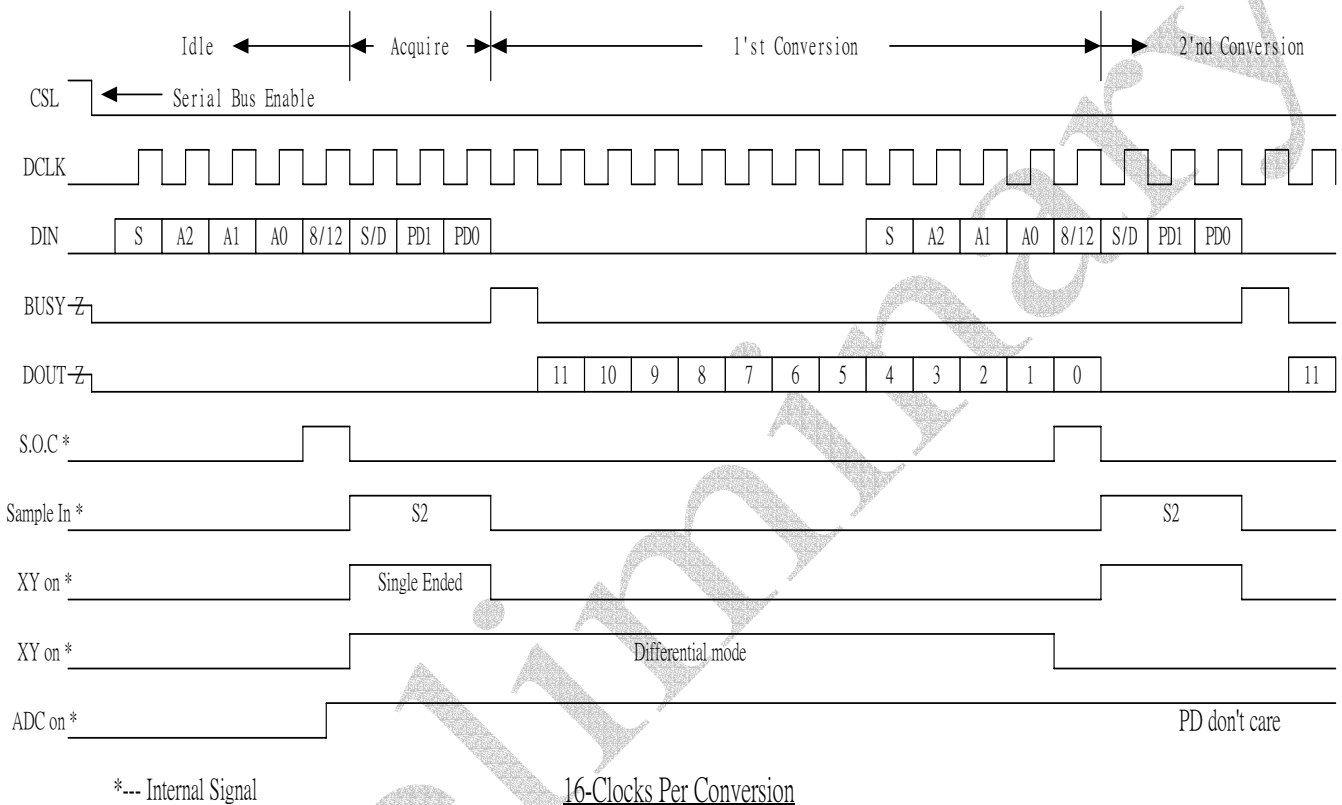 Idle Acquire 1'st Conversion 2'nd Conversion
CSL Serial Bus Enable
DCLK
DIN S A2 A1 A0 8/12 S/D PD1 PD0 S A2 A1 A0 8/12 S/D PD1 PD0
BUSY Z
DOUT Z 11 10 9 8 7 6 5 4 3 2 1 0 11
S.O.C *
Sample In * S2 S2
XY on * Single Ended
XY on * Differential mode
ADC on * PD don't care
*--- Internal Signal 16-Clocks Per Conversion
eliminary